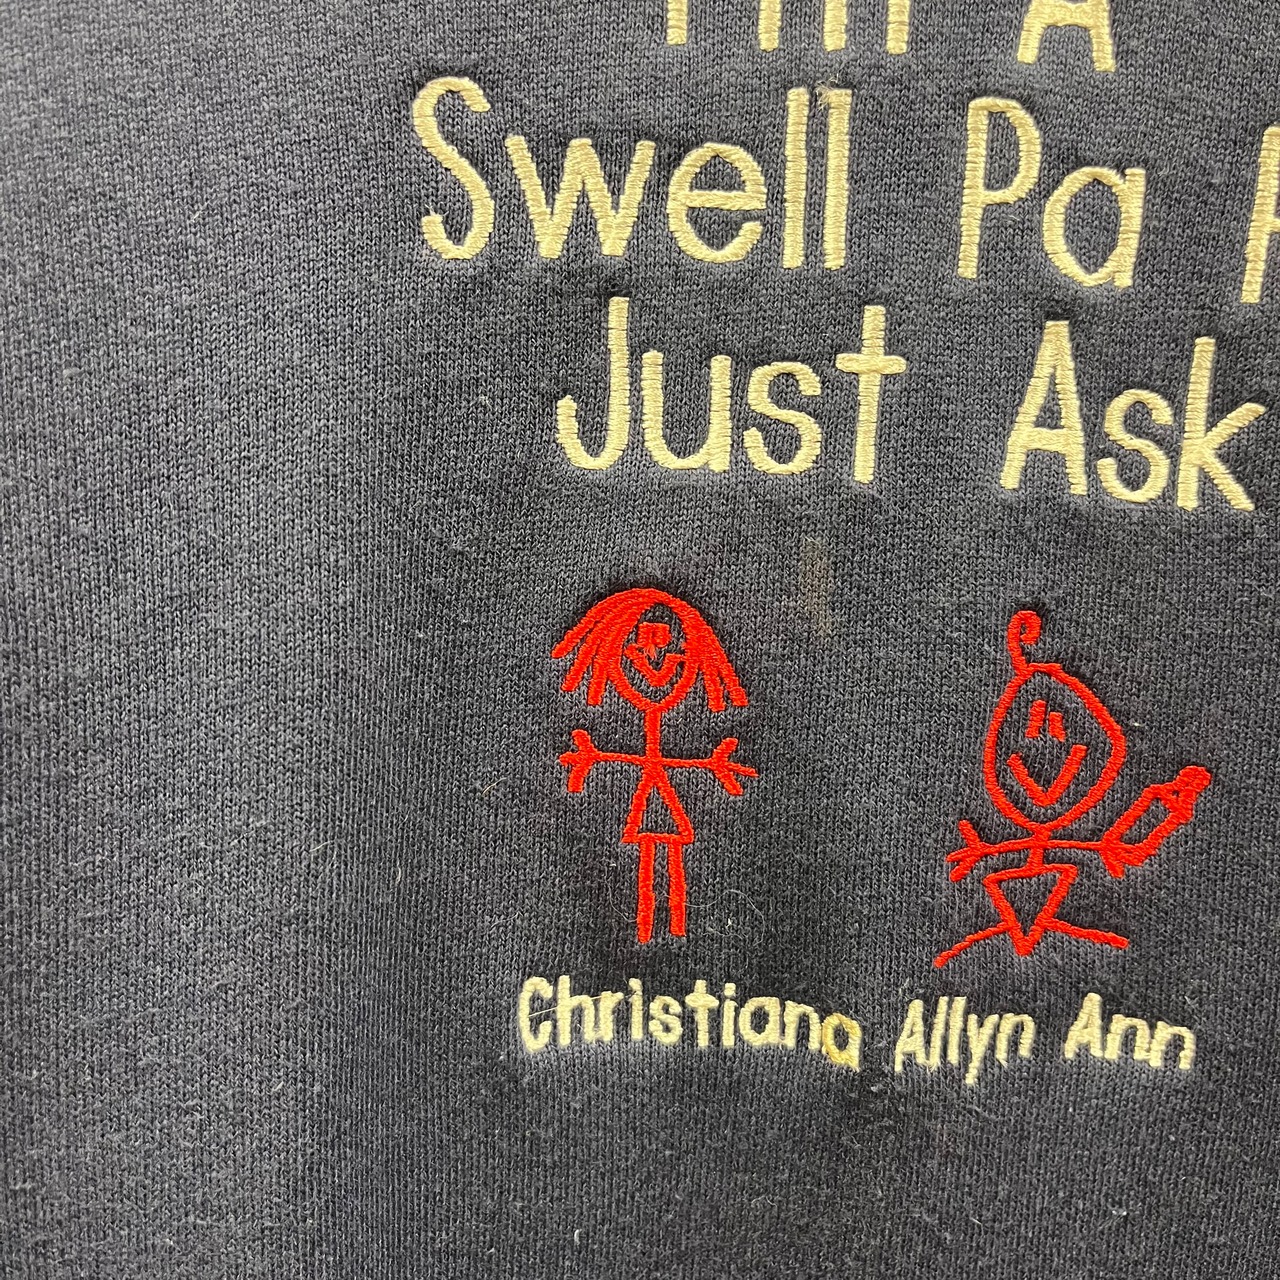 I'm A
Swell Pa P
Just Ask
Christiana Allyn Ann